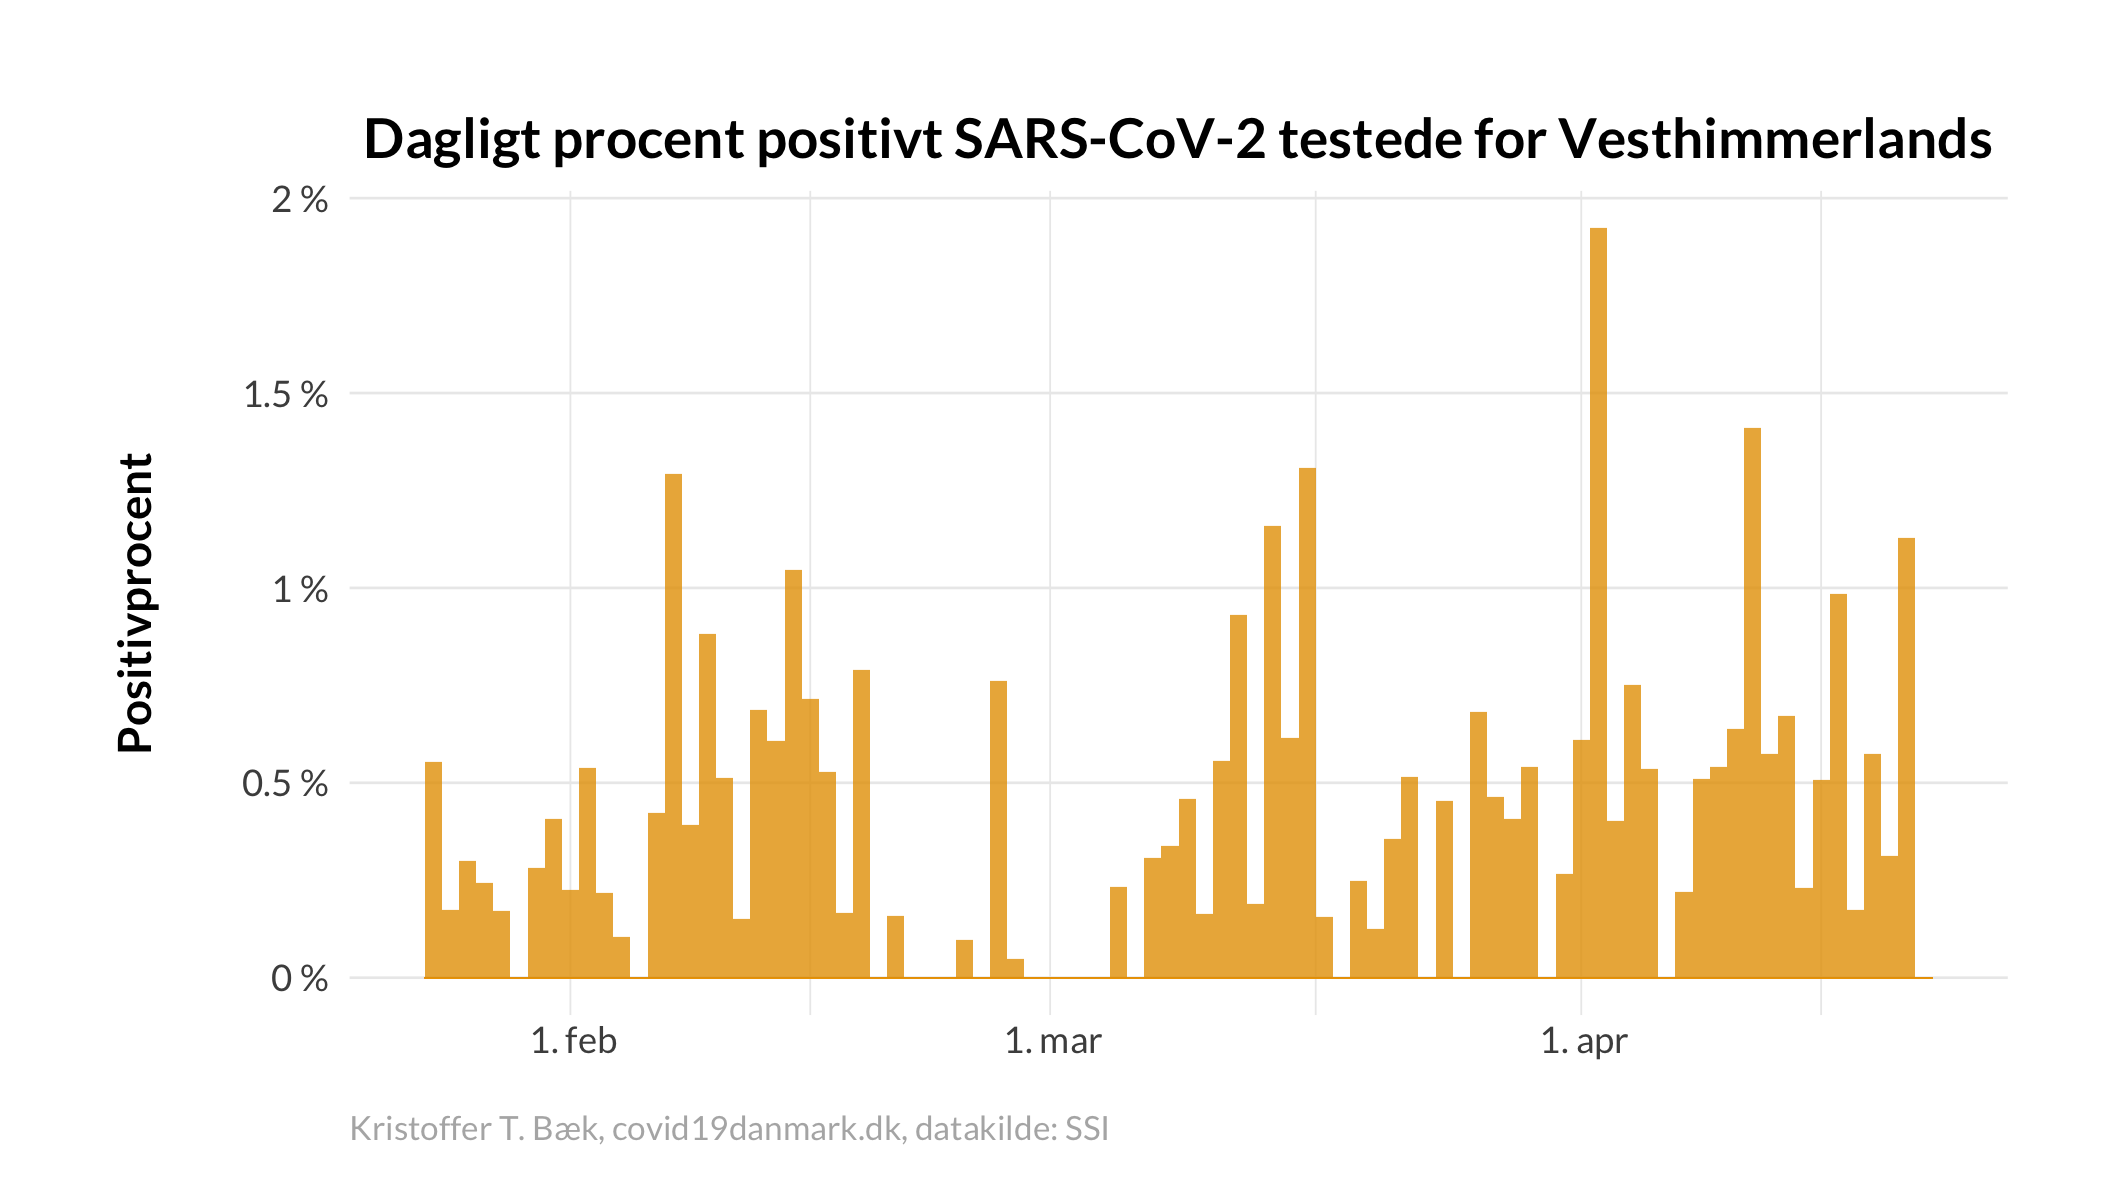 Dagligt procent positivt SARS-CoV-2 testede for Vesthimmerlands
2 %
1.5 %
1 %
0.5 %
0 %
Positivprocent
1. feb
1. mar
1. apr
Kristoffer T. Bæk, covid19danmark.dk, datakilde: SSI